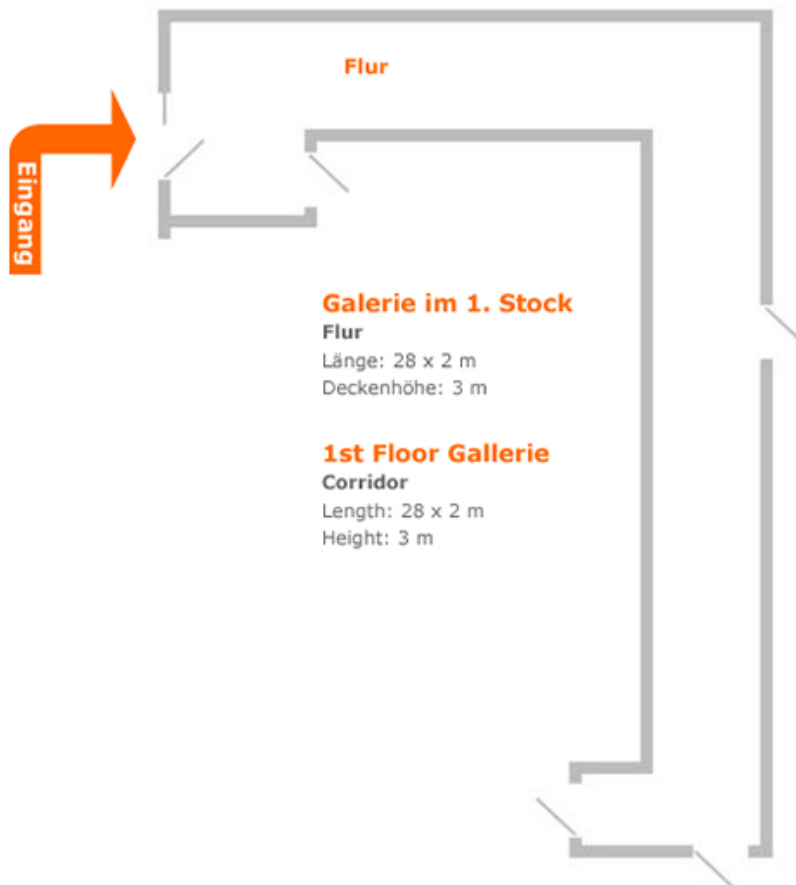 Flur
Eingang
Galerie im 1. Stock
Flur
Länge: 28 x 2 m
Deckenhöhe: 3 m
1st Floor Gallerie
Corridor
Length: 28 x 2 m
Height: 3 m